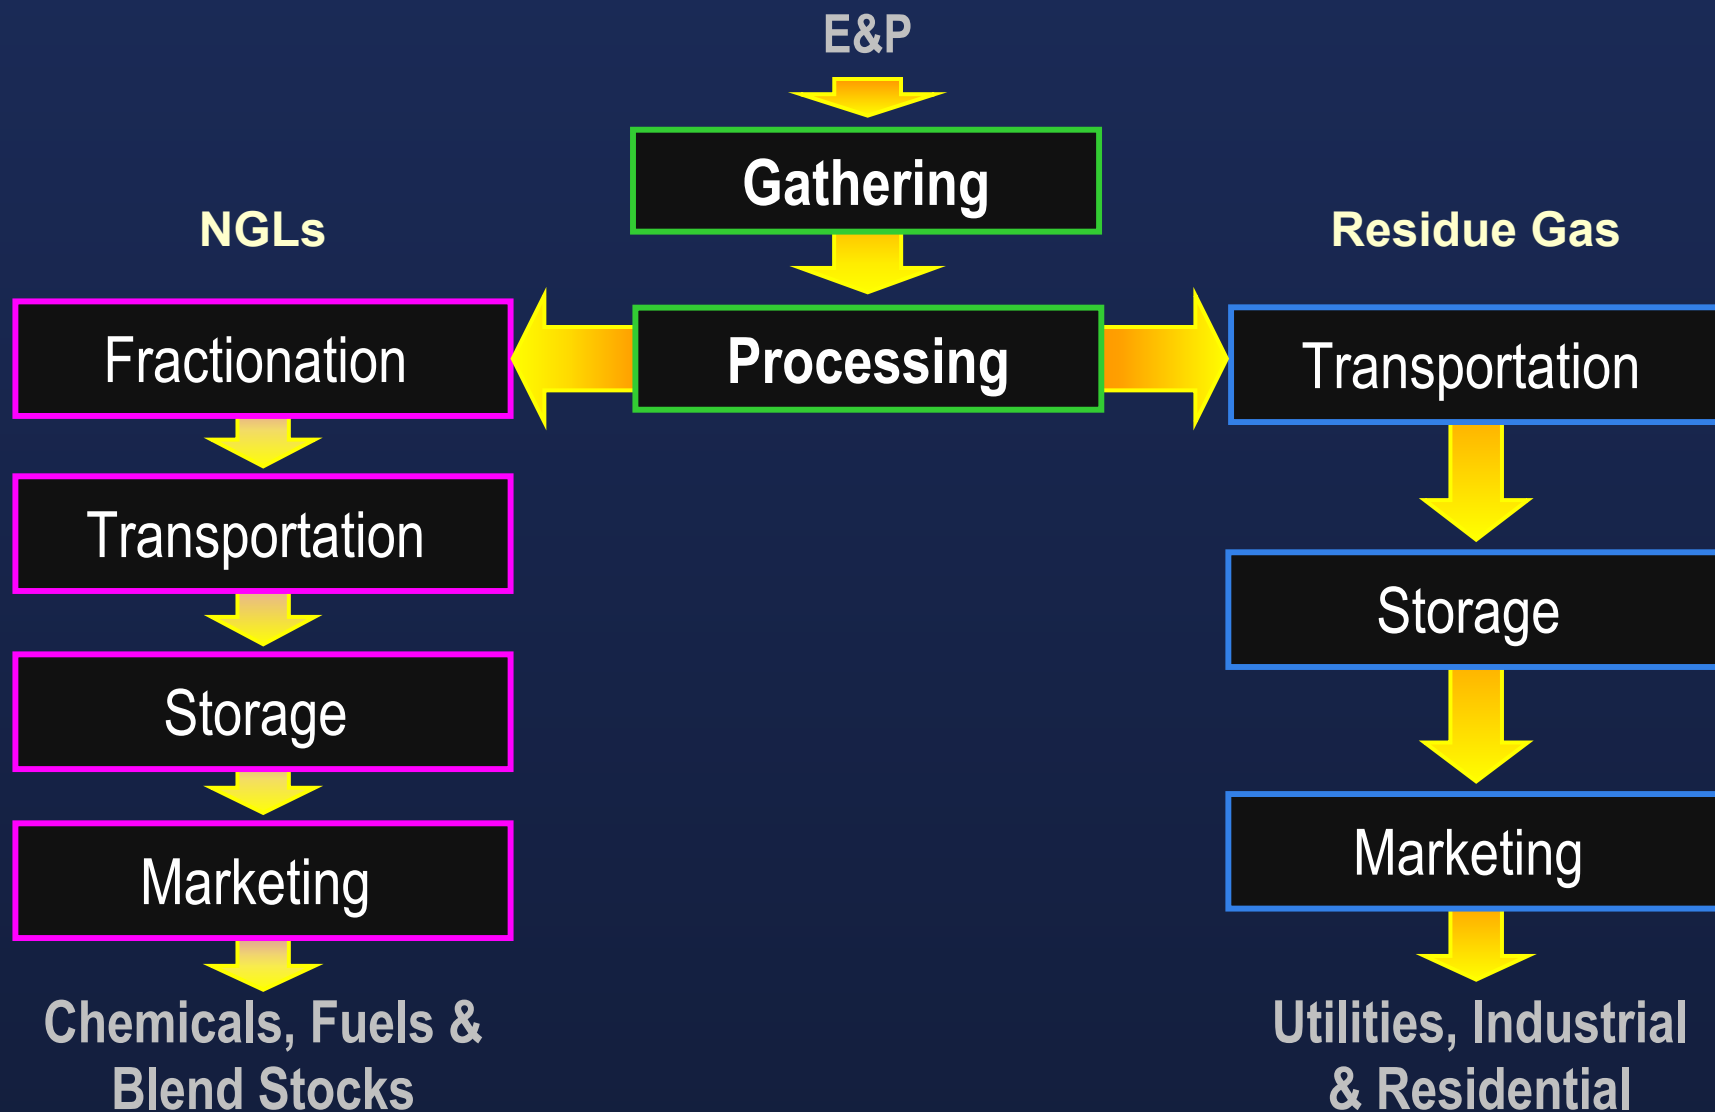 E&P
Gathering
NGLs
Residue Gas
Fractionation
Processing
Transportation
Transportation
Storage
Storage
Marketing
Marketing
Chemicals, Fuels &
Blend Stocks
Utilities, Industrial
& Residential